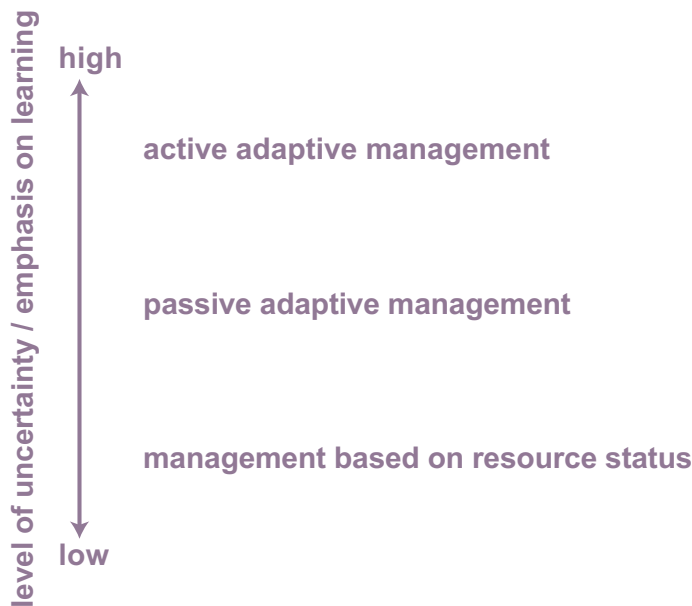 level of uncertainty / emphasis on learning
high
active adaptive management
passive adaptive management
management based on resource status
low